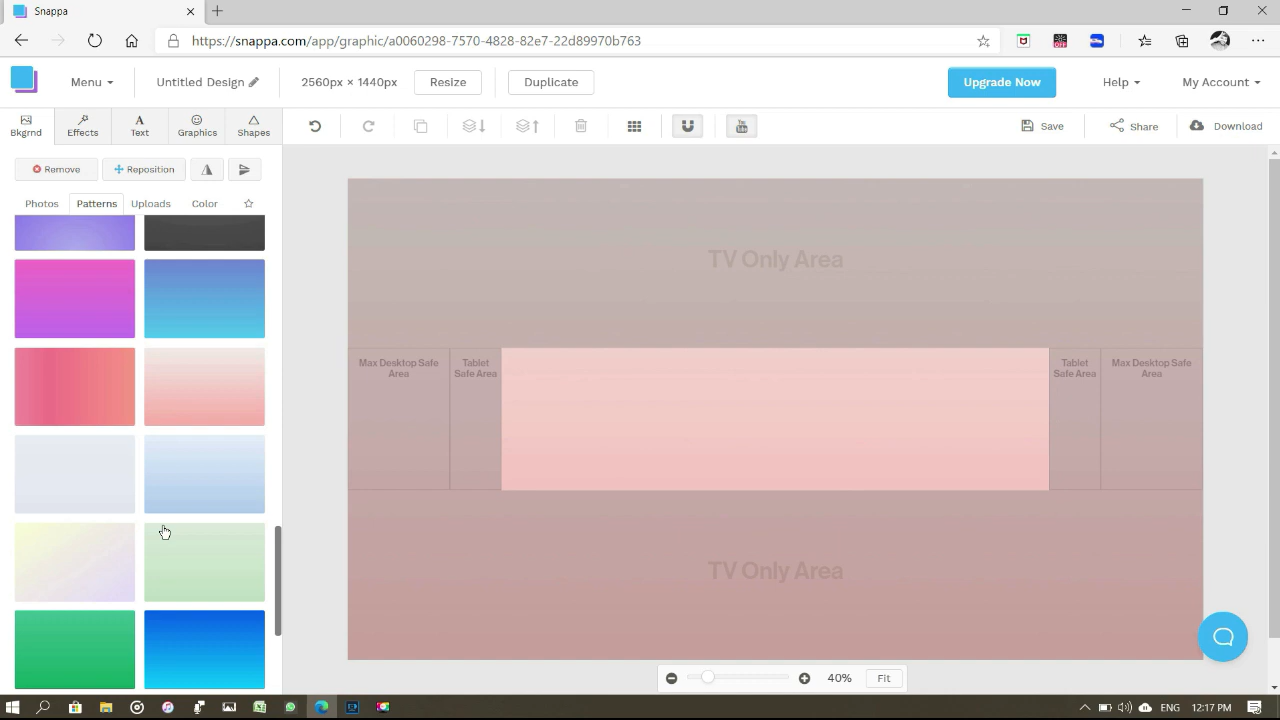 Snappa
https://snappa.com/app/graphic/a0060298-7570-4828-82e7-22d89970b763
OFF
Menu
Untitled Design
2560px × 1440px
Resize
Duplicate
Upgrade Now
Help
My Account
Bkgrnd
Effects
Text
Graphics
Shapes
Save
Share
Download
Remove
Reposition
Photos
Patterns
Uploads
Color
TV Only Area
Max Desktop Safe
Area
Tablet
Safe Area
Tablet
Safe Area
Max Desktop Safe
Area
TV Only Area
40%
Fit
ENG
12:17 PM